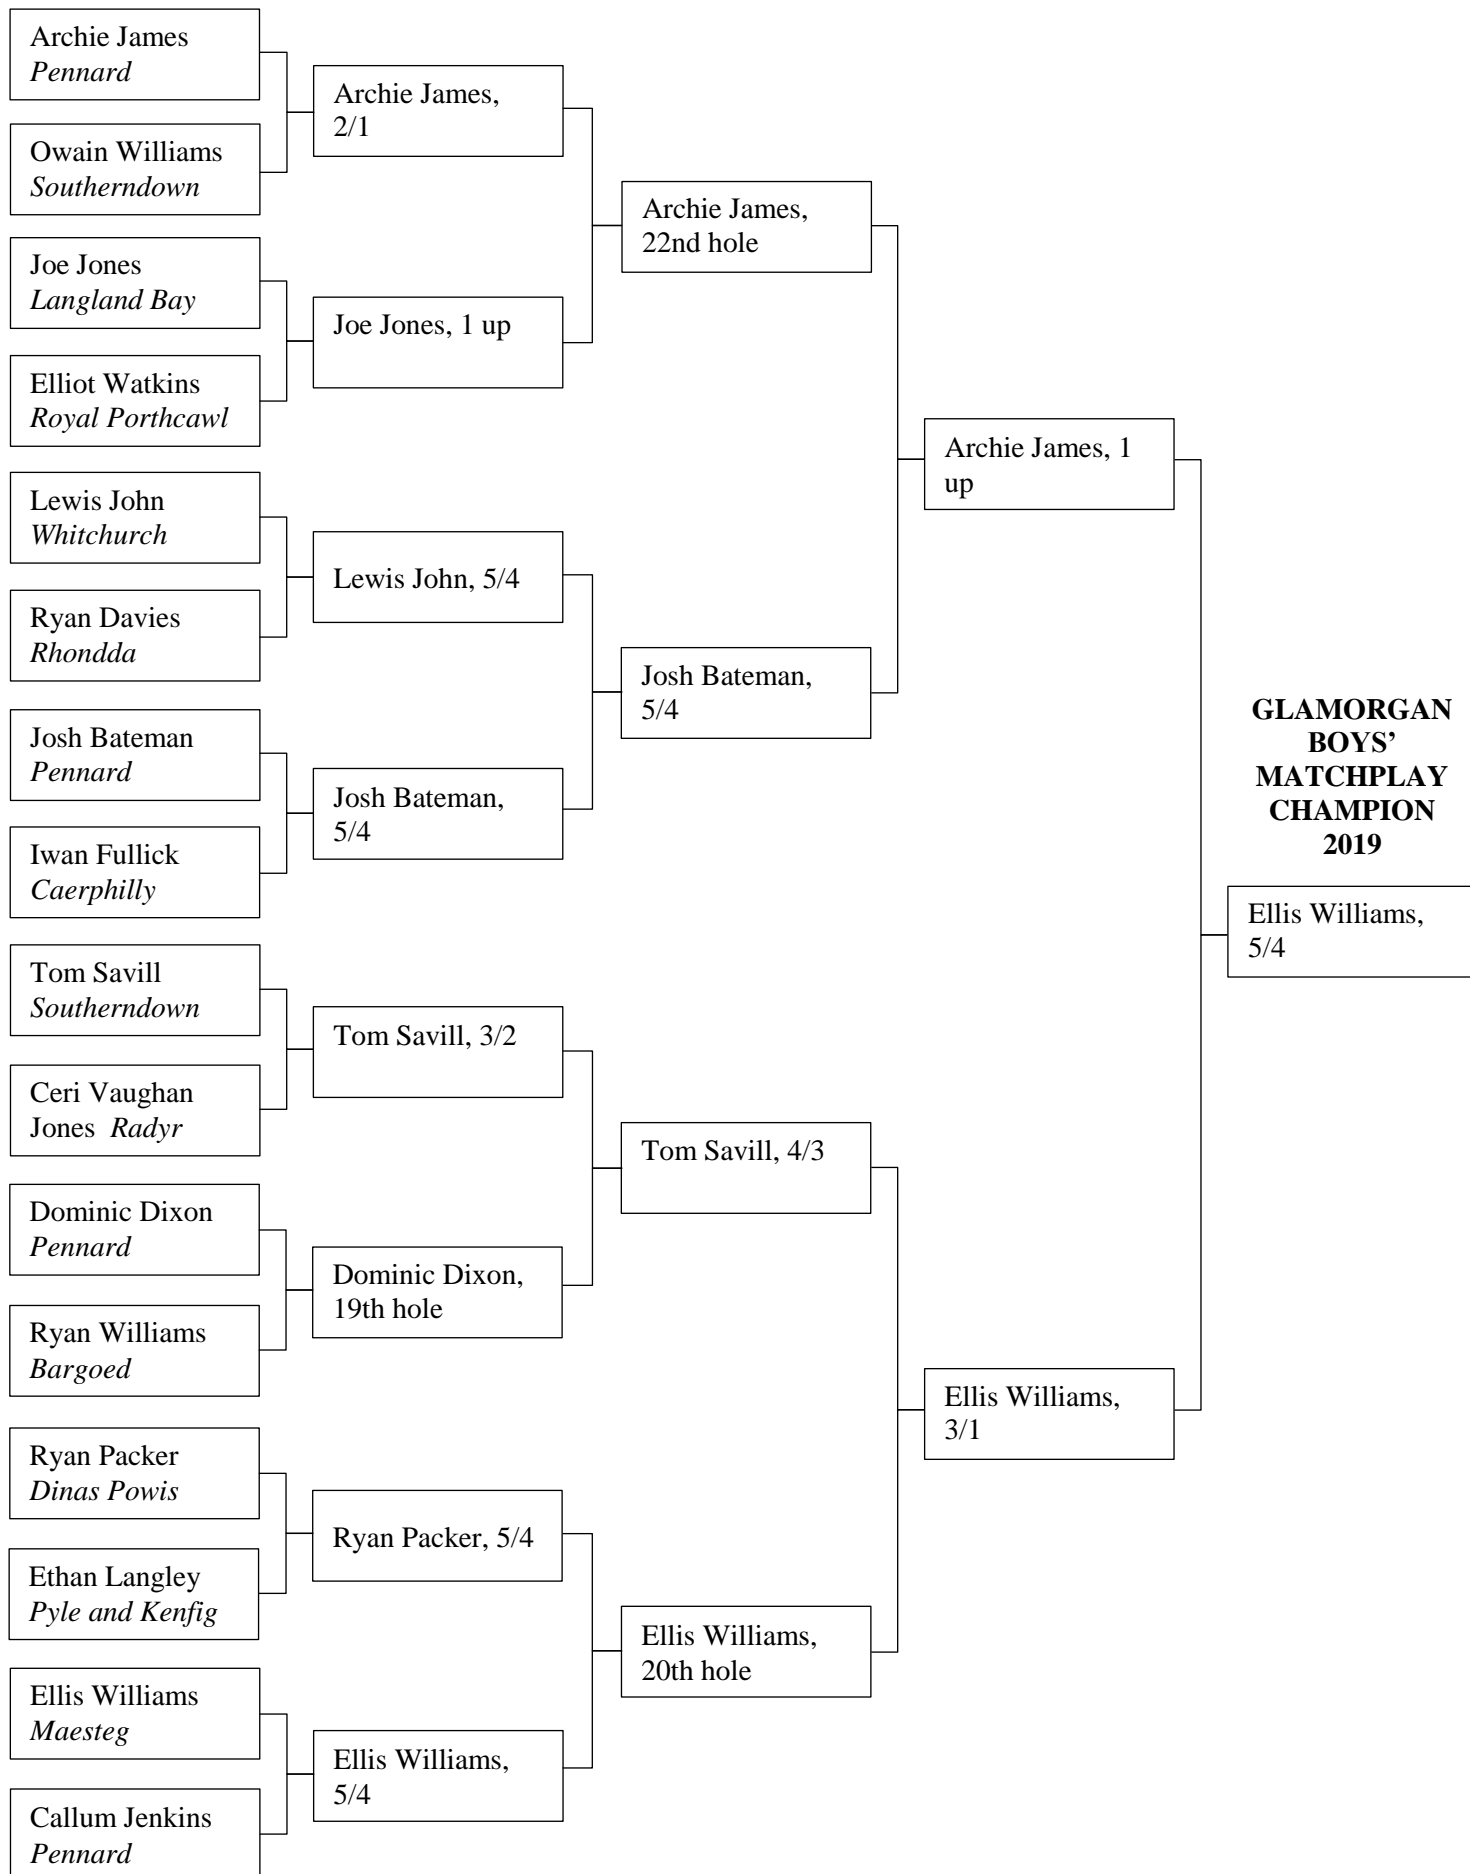 Archie James
Pennard
Owain Williams
Southerndown
Joe Jones
Langland Bay
Elliot Watkins
Royal Porthcawl
Lewis John
Whitchurch
Ryan Davies
Rhondda
Josh Bateman
Pennard
Iwan Fullick
Caerphilly
Tom Savill
Southerndown
Ceri Vaughan
Jones Radyr
Dominic Dixon
Pennard
Ryan Williams
Bargoed
Ryan Packer
Dinas Powis
Ethan Langley
Pyle and Kenfig
Ellis Williams
Maesteg
Callum Jenkins
Pennard
Archie James,
2/1
Joe Jones, 1 up
Lewis John, 5/4
Josh Bateman,
5/4
Tom Savill, 3/2
Dominic Dixon,
19th hole
Ryan Packer, 5/4
Ellis Williams,
5/4
Archie James,
22nd hole
Josh Bateman,
5/4
Tom Savill, 4/3
Ellis Williams,
20th hole
Archie James, 1
up
Ellis Williams,
3/1
GLAMORGAN
BOYS’
MATCHPLAY
CHAMPION
2019
Ellis Williams,
5/4